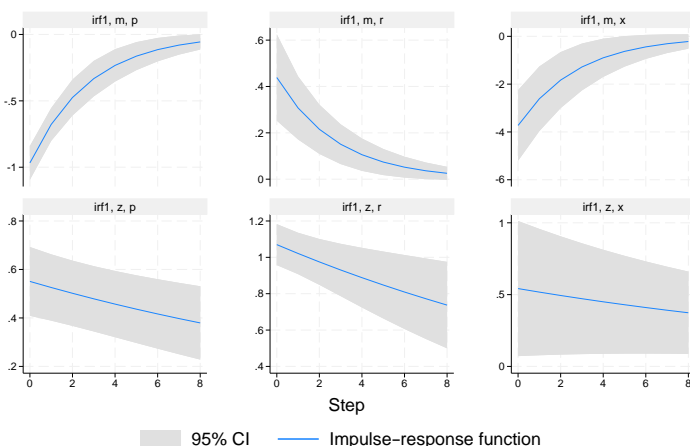 irf1, m, p
irf1, m, r
irf1, m, x
0
-.5
-1
.6
.4
.2
0
0
-2
-4
-6
irf1, z, p
irf1, z, r
irf1, z, x
.8
.6
.4
.2
1.2
1
.8
.6
.4
1
.5
0
0 2 4 6 8
0 2 4 6 8
0 2 4 6 8
Step
95% CI
Impulse-response function